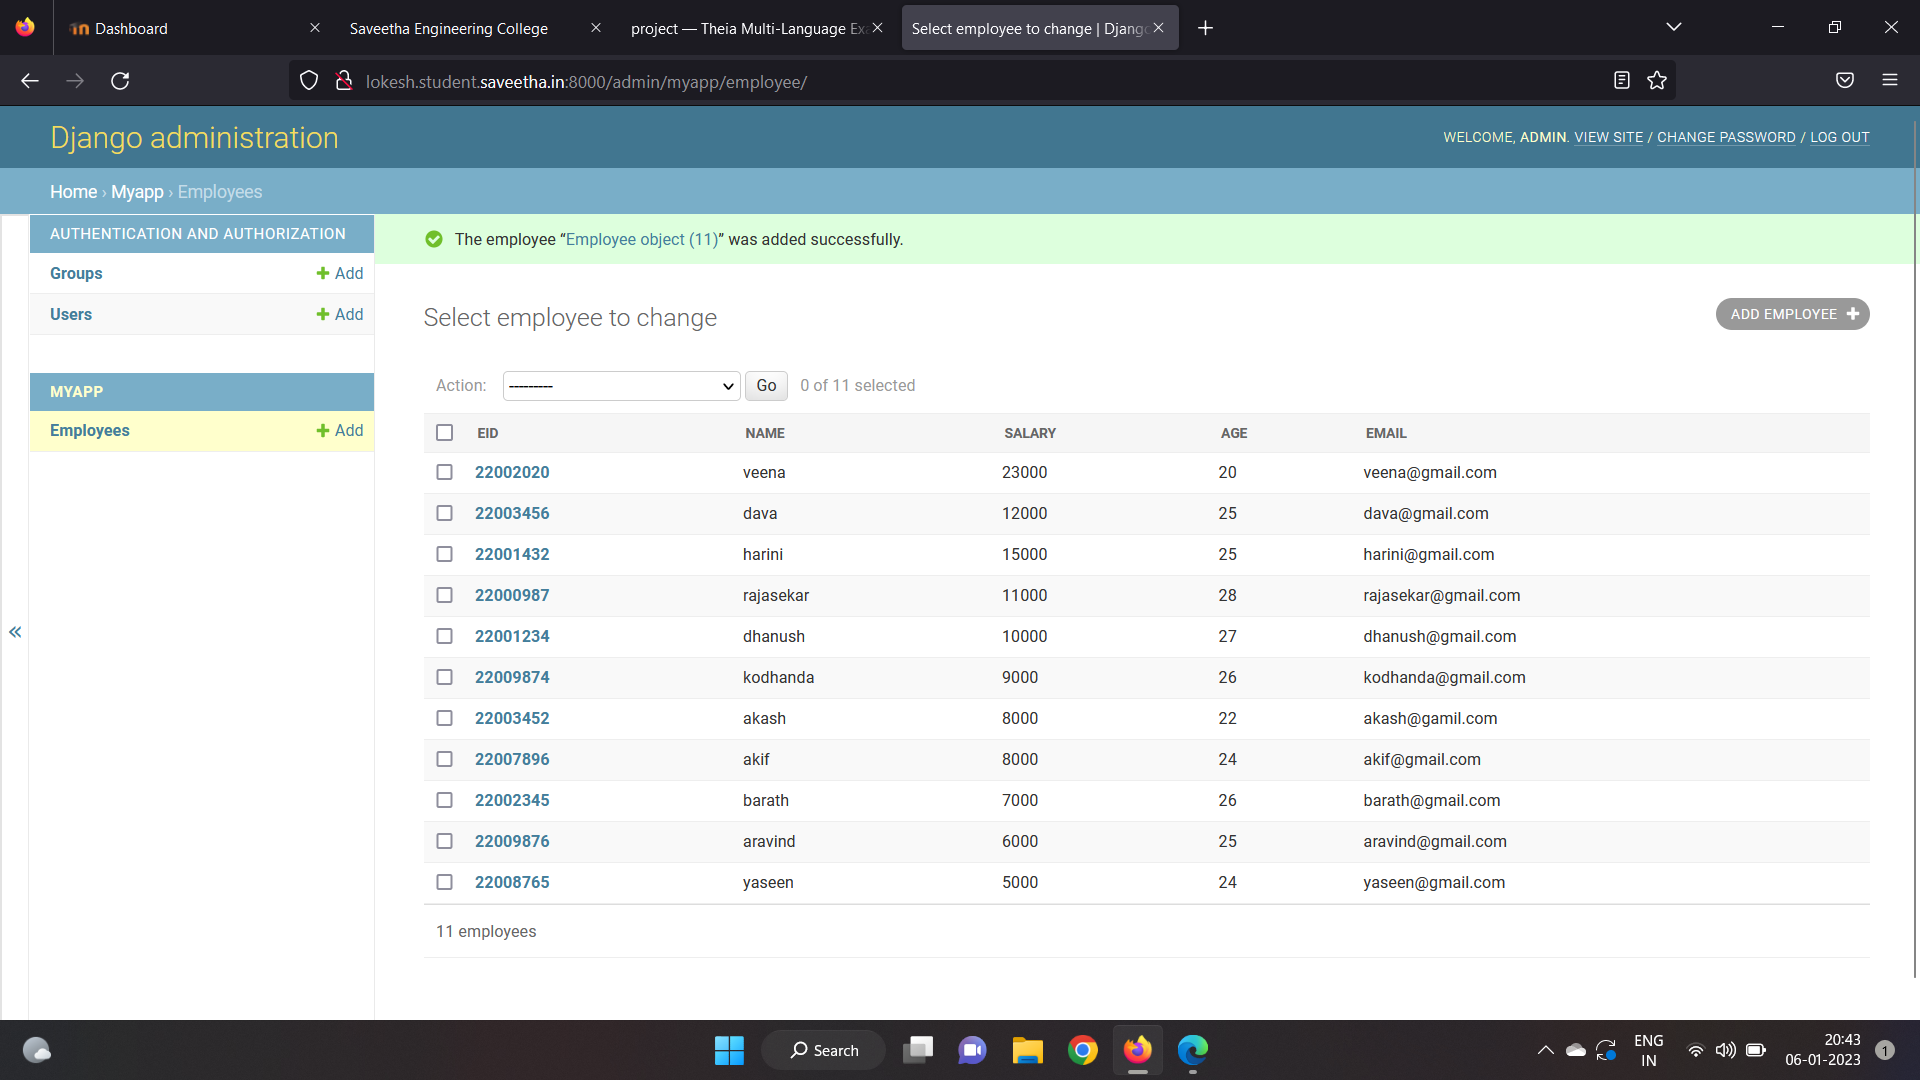 Dashboard
Saveetha Engineering College
project — Theia Multi-Language Ex
Select employee to change | Django
lokesh.student.saveetha.in:8000/admin/myapp/employee/
Django administration
WELCOME, ADMIN. VIEW SITE / CHANGE PASSWORD / LOG OUT
Home › Myapp › Employees
AUTHENTICATION AND AUTHORIZATION
Groups Add
Users Add
MYAPP
Employees Add
The employee “Employee object (11)” was added successfully.
Select employee to change
ADD EMPLOYEE
Action: --------- Go 0 of 11 selected
EID NAME SALARY AGE EMAIL
22002020 veena 23000 20 veena@gmail.com
22003456 dava 12000 25 dava@gmail.com
22001432 harini 15000 25 harini@gmail.com
22000987 rajasekar 11000 28 rajasekar@gmail.com
22001234 dhanush 10000 27 dhanush@gmail.com
22009874 kodhanda 9000 26 kodhanda@gmail.com
22003452 akash 8000 22 akash@gamil.com
22007896 akif 8000 24 akif@gmail.com
22002345 barath 7000 26 barath@gmail.com
22009876 aravind 6000 25 aravind@gmail.com
22008765 yaseen 5000 24 yaseen@gmail.com
11 employees
Search
ENG
IN
20:43
06-01-2023
1